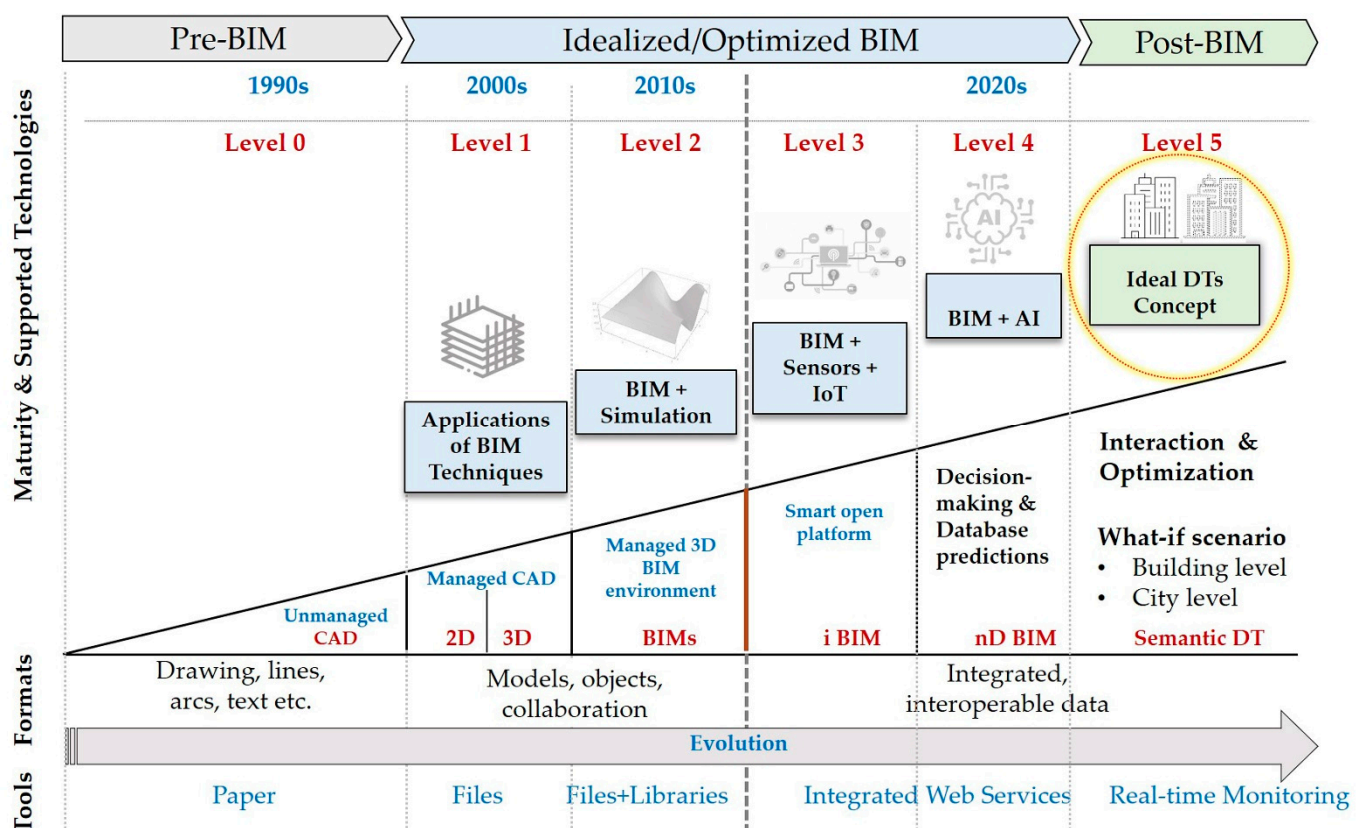 Pre-BIM
Idealized/Optimized BIM
Post-BIM
1990s
2000s
2010s
2020s
Level 0
Level 1
Level 2
Level 3
Level 4
Level 5
Maturity & Supported Technologies
AI
Ideal DTs
Concept
BIM + AI
BIM +
Sensors +
IoT
BIM +
Simulation
Applications
of BIM
Techniques
Interaction &
Optimization
What-if scenario
• Building level
• City level
Semantic DT
Decision-
making &
Database
predictions
nD BIM
Smart open
platform
i BIM
Managed 3D
BIM
environment
BIMs
Managed CAD
2D
3D
Unmanaged
CAD
Formats
Drawing, lines,
arcs, text etc.
Models, objects,
collaboration
Integrated,
interoperable data
Evolution
Tools
Paper
Files
Files+Libraries
Integrated Web Services
Real-time Monitoring